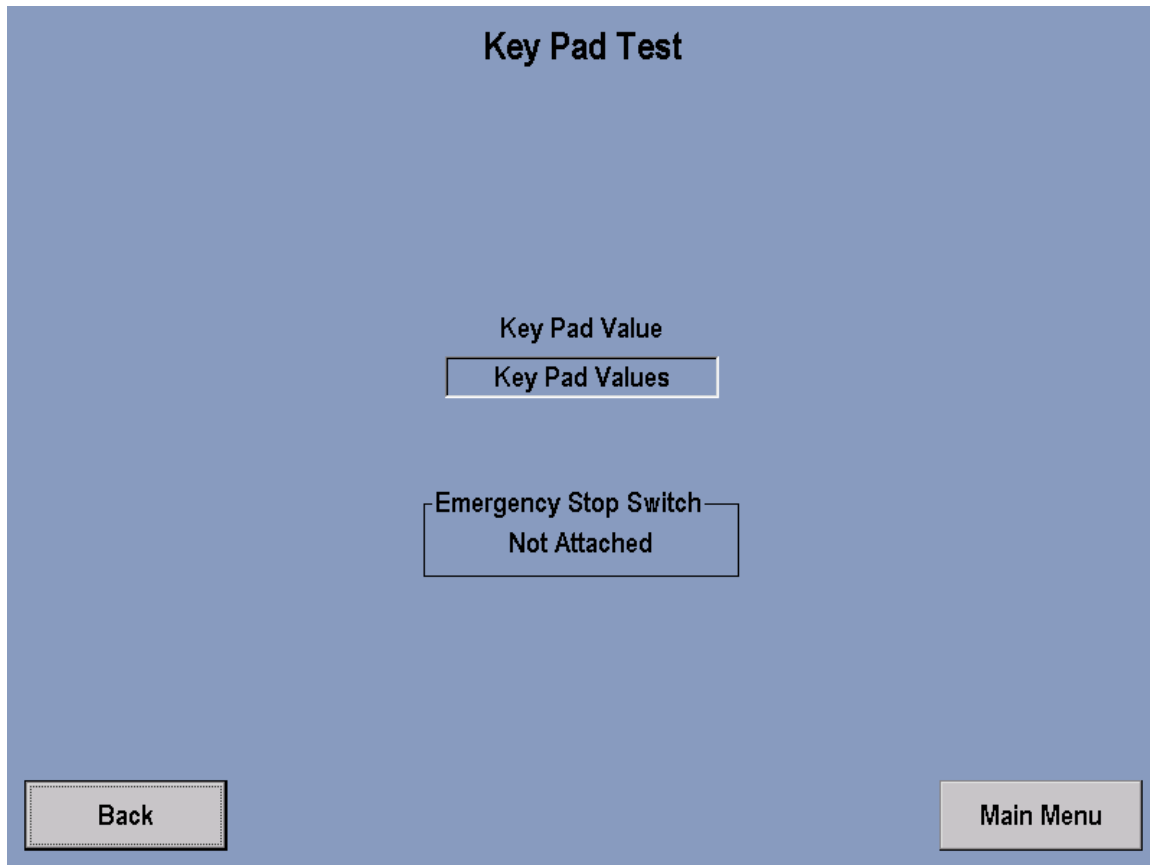 Key Pad Test
Key Pad Value
Key Pad Values
Emergency Stop Switch
Not Attached
Back
Main Menu